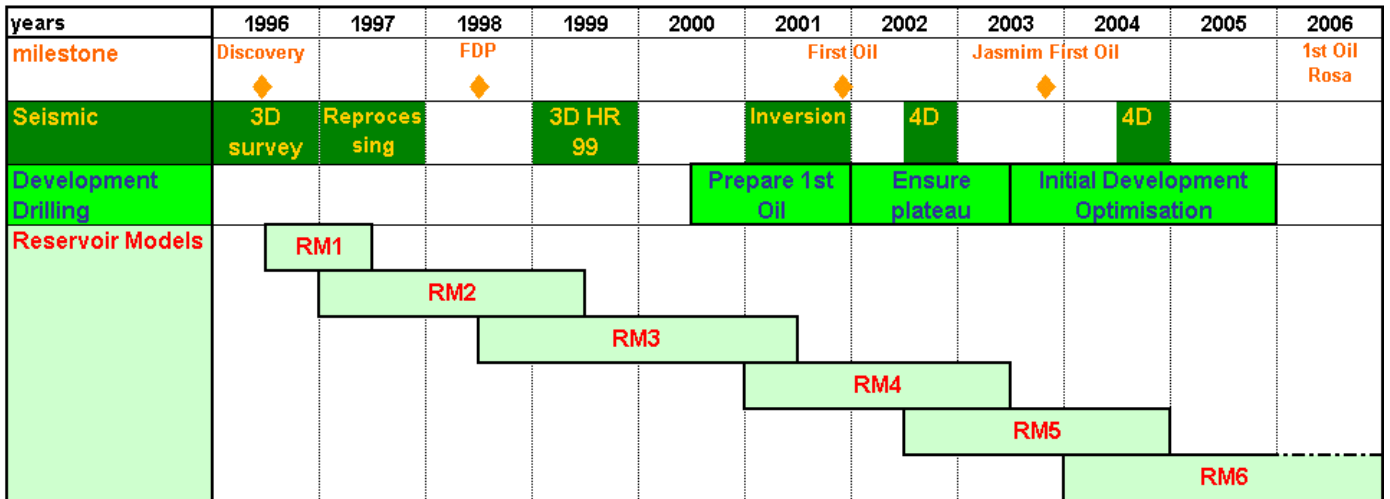 years 1996 1997 1998 1999 2000 2001 2002 2003 2004 2005 2006
milestone Discovery FDP First Oil Jasmim First Oil 1st Oil
Rosa
Seismic 3D Reproces 3D HR Inversion 4D 4D
survey sing 99
Development Prepare 1st Ensure Initial Development
Drilling Oil plateau Optimisation
Reservoir Models RM1
RM2
RM3
RM4
RM5
RM6